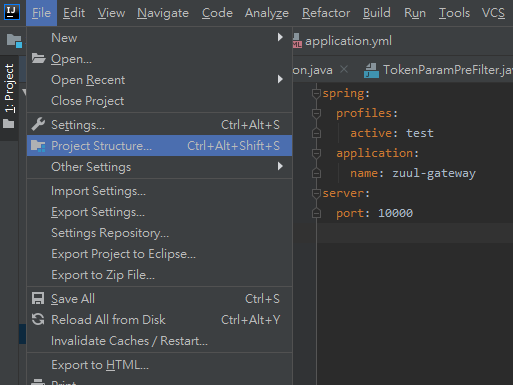 IJ File Edit View Navigate Code Analyze Refactor Build Run Tools VCS
application.yml
1: Project
on.java × TokenParamPreFilter.jav
New
Open...
Open Recent
Close Project
Settings... Ctrl+Alt+S
Project Structure... Ctrl+Alt+Shift+S
Other Settings
Import Settings...
Export Settings...
Settings Repository...
Export Project to Eclipse...
Export to Zip File...
Save All Ctrl+S
Reload All from Disk Ctrl+Alt+Y
Invalidate Caches / Restart...
Export to HTML...
Print...
spring:
profiles:
active: test
application:
name: zuul-gateway
server:
port: 10000